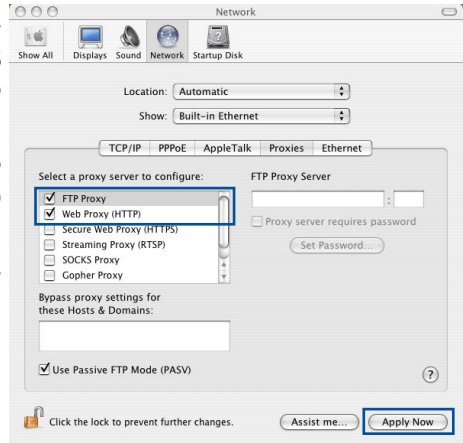 Network
Show All Displays Sound Network Startup Disk
Location: Automatic
Show: Built-in Ethernet
TCP/IP PPPoE AppleTalk Proxies Ethernet
Select a proxy server to configure: FTP Proxy Server
FTP Proxy
:
Web Proxy (HTTP)
Proxy server requires password
Secure Web Proxy (HTTPS)
Streaming Proxy (RTSP)
Set Password...
SOCKS Proxy
Gopher Proxy
Bypass proxy settings for
these Hosts & Domains:
Use Passive FTP Mode (PASV)
?
Click the lock to prevent further changes.
Assist me... Apply Now